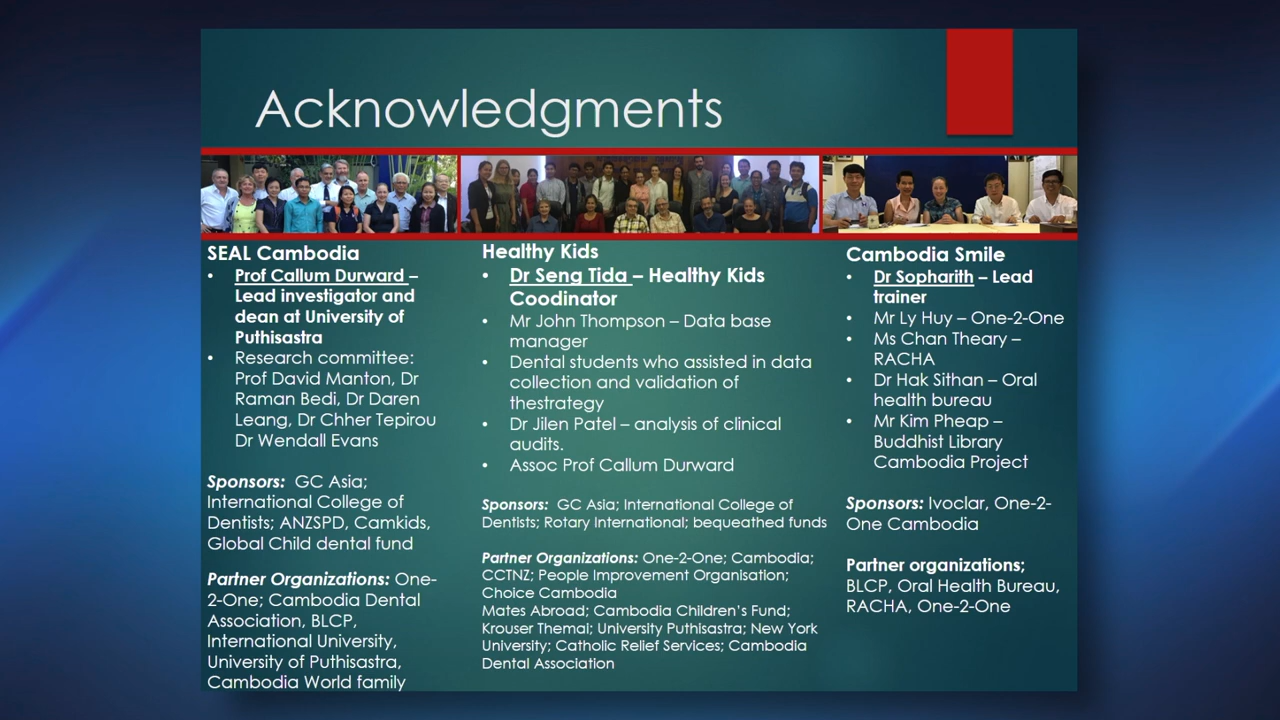 Acknowledgments
SEAL Cambodia
• Prof Callum Durward –
Lead investigator and
dean at University of
Puthisastra
• Research committee:
Prof David Manton, Dr
Raman Bedi, Dr Daren
Leang, Dr Chher Tepirou
Dr Wendall Evans
Sponsors: GC Asia;
International College of
Dentists; ANZSPD, Camkids,
Global Child dental fund
Partner Organizations: One-
2-One; Cambodia Dental
Association, BLCP,
International University,
University of Puthisastra,
Cambodia World family
Healthy Kids
• Dr Seng Tida – Healthy Kids
Coodinator
• Mr John Thompson – Data base
manager
• Dental students who assisted in data
collection and validation of
thestrategy
• Dr Jilen Patel – analysis of clinical
audits.
• Assoc Prof Callum Durward
Sponsors: GC Asia; International College of
Dentists; Rotary International; bequeathed funds
Partner Organizations: One-2-One; Cambodia;
CCTNZ; People Improvement Organisation;
Choice Cambodia
Mates Abroad; Cambodia Children's Fund;
Krouser Themai; University Puthisastra; New York
University; Catholic Relief Services; Cambodia
Dental Association
Cambodia Smile
• Dr Sopharith – Lead
trainer
• Mr Ly Huy – One-2-One
• Ms Chan Theary –
RACHA
• Dr Hak Sithan – Oral
health bureau
• Mr Kim Pheap –
Buddhist Library
Cambodia Project
Sponsors: Ivoclar, One-2-
One Cambodia
Partner organizations;
BLCP, Oral Health Bureau,
RACHA, One-2-One